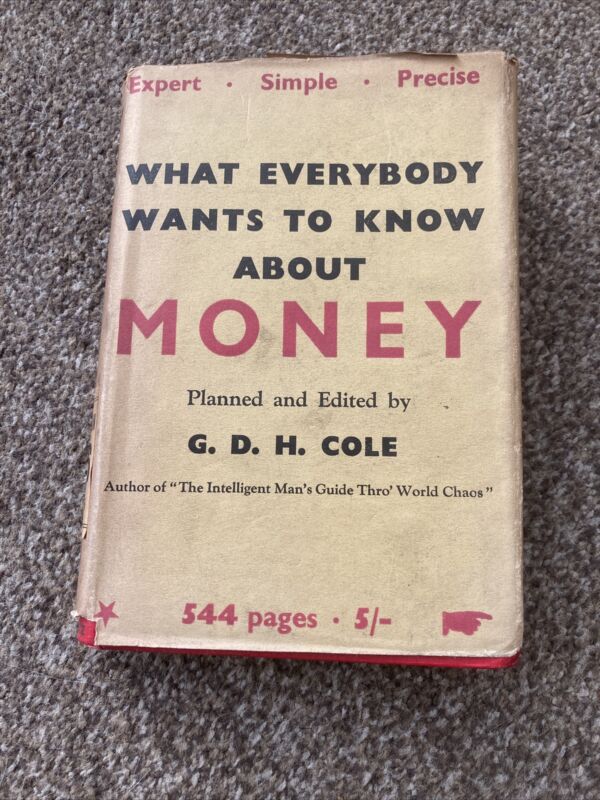 Expert · Simple · Precise
WHAT EVERYBODY
WANTS TO KNOW
ABOUT
MONEY
Planned and Edited by
G. D. H. COLE
Author of "The Intelligent Man's Guide Thro' World Chaos"
544 pages · 5/-